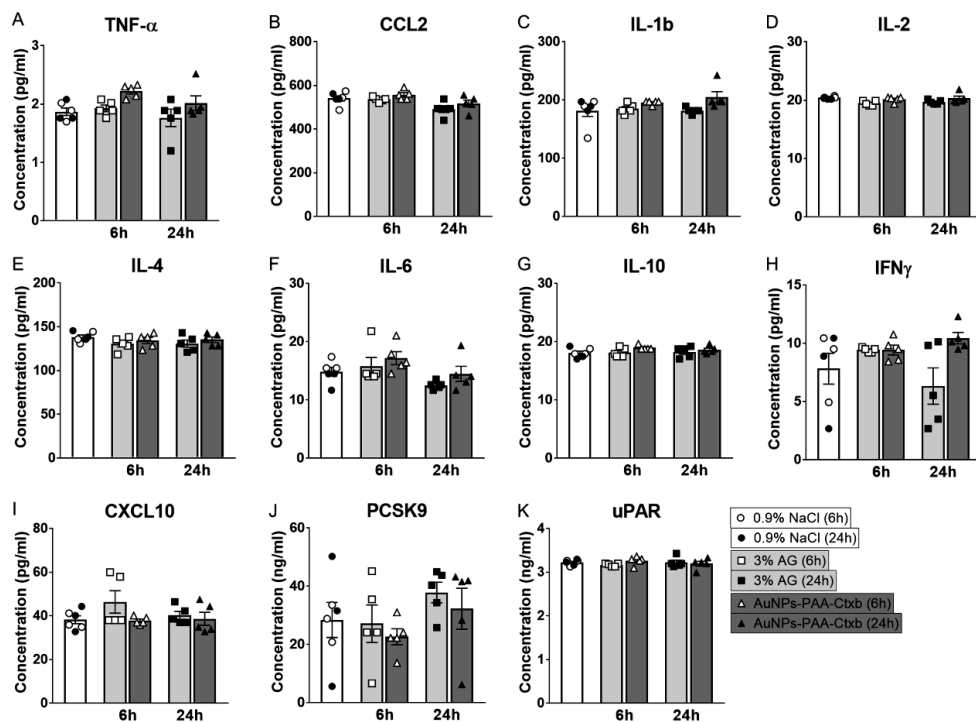 A
TNF-α
Concentration (pg/ml)
3
2
1
0
6h
24h
B
CCL2
Concentration (pg/ml)
800
600
400
200
0
6h
24h
C
IL-1b
Concentration (pg/ml)
300
200
100
0
6h
24h
D
IL-2
Concentration (pg/ml)
30
20
10
0
6h
24h
E
IL-4
Concentration (pg/ml)
200
150
100
50
0
6h
24h
F
IL-6
Concentration (pg/ml)
30
20
10
0
6h
24h
G
IL-10
Concentration (pg/ml)
30
20
10
0
6h
24h
H
IFNγ
Concentration (pg/ml)
15
10
5
0
6h
24h
I
CXCL10
Concentration (pg/ml)
80
60
40
20
0
6h
24h
J
PCSK9
Concentration (ng/ml)
60
40
20
0
6h
24h
K
uPAR
Concentration (ng/ml)
4
3
2
1
0
6h
24h
0.9% NaCl (6h)
0.9% NaCl (24h)
3% AG (6h)
3% AG (24h)
AuNPs-PAA-Ctxb (6h)
AuNPs-PAA-Ctxb (24h)